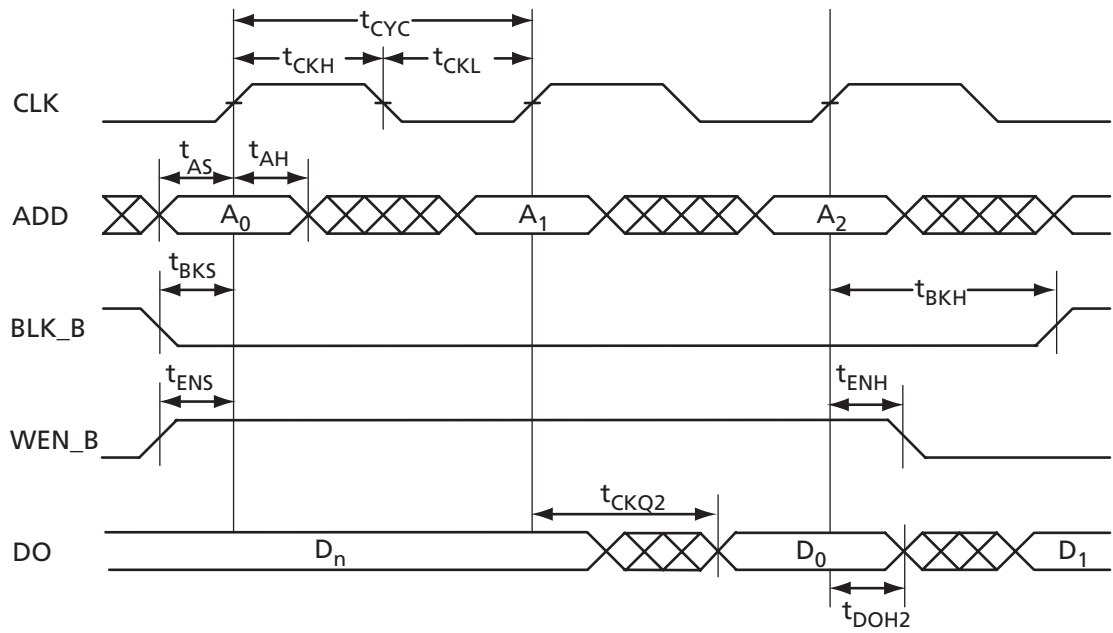 tCYC
tCKH tCKL
CLK
tAS tAH
ADD A0 A1 A2
tBKS tBKH
BLK_B
tENS tENH
WEN_B
tCKQ2
DO Dn D0 D1
tDOH2